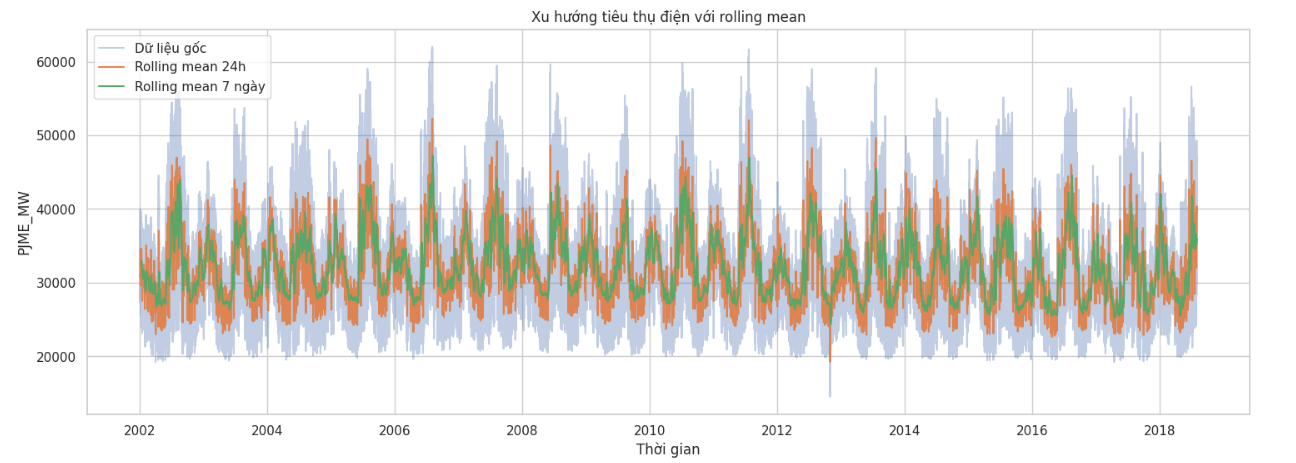 Xu hướng tiêu thụ điện với rolling mean
Dữ liệu gốc
Rolling mean 24h
Rolling mean 7 ngày
PJME_MW
60000
50000
40000
30000
20000
2002 2004 2006 2008 2010 2012 2014 2016 2018
Thời gian